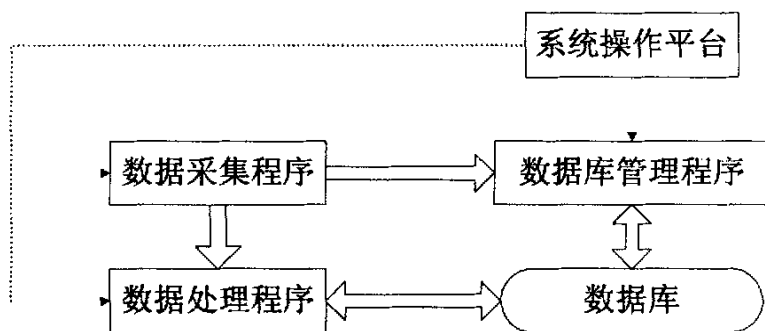 系统操作平台
数据采集程序
数据库管理程序
数据处理程序
数据库